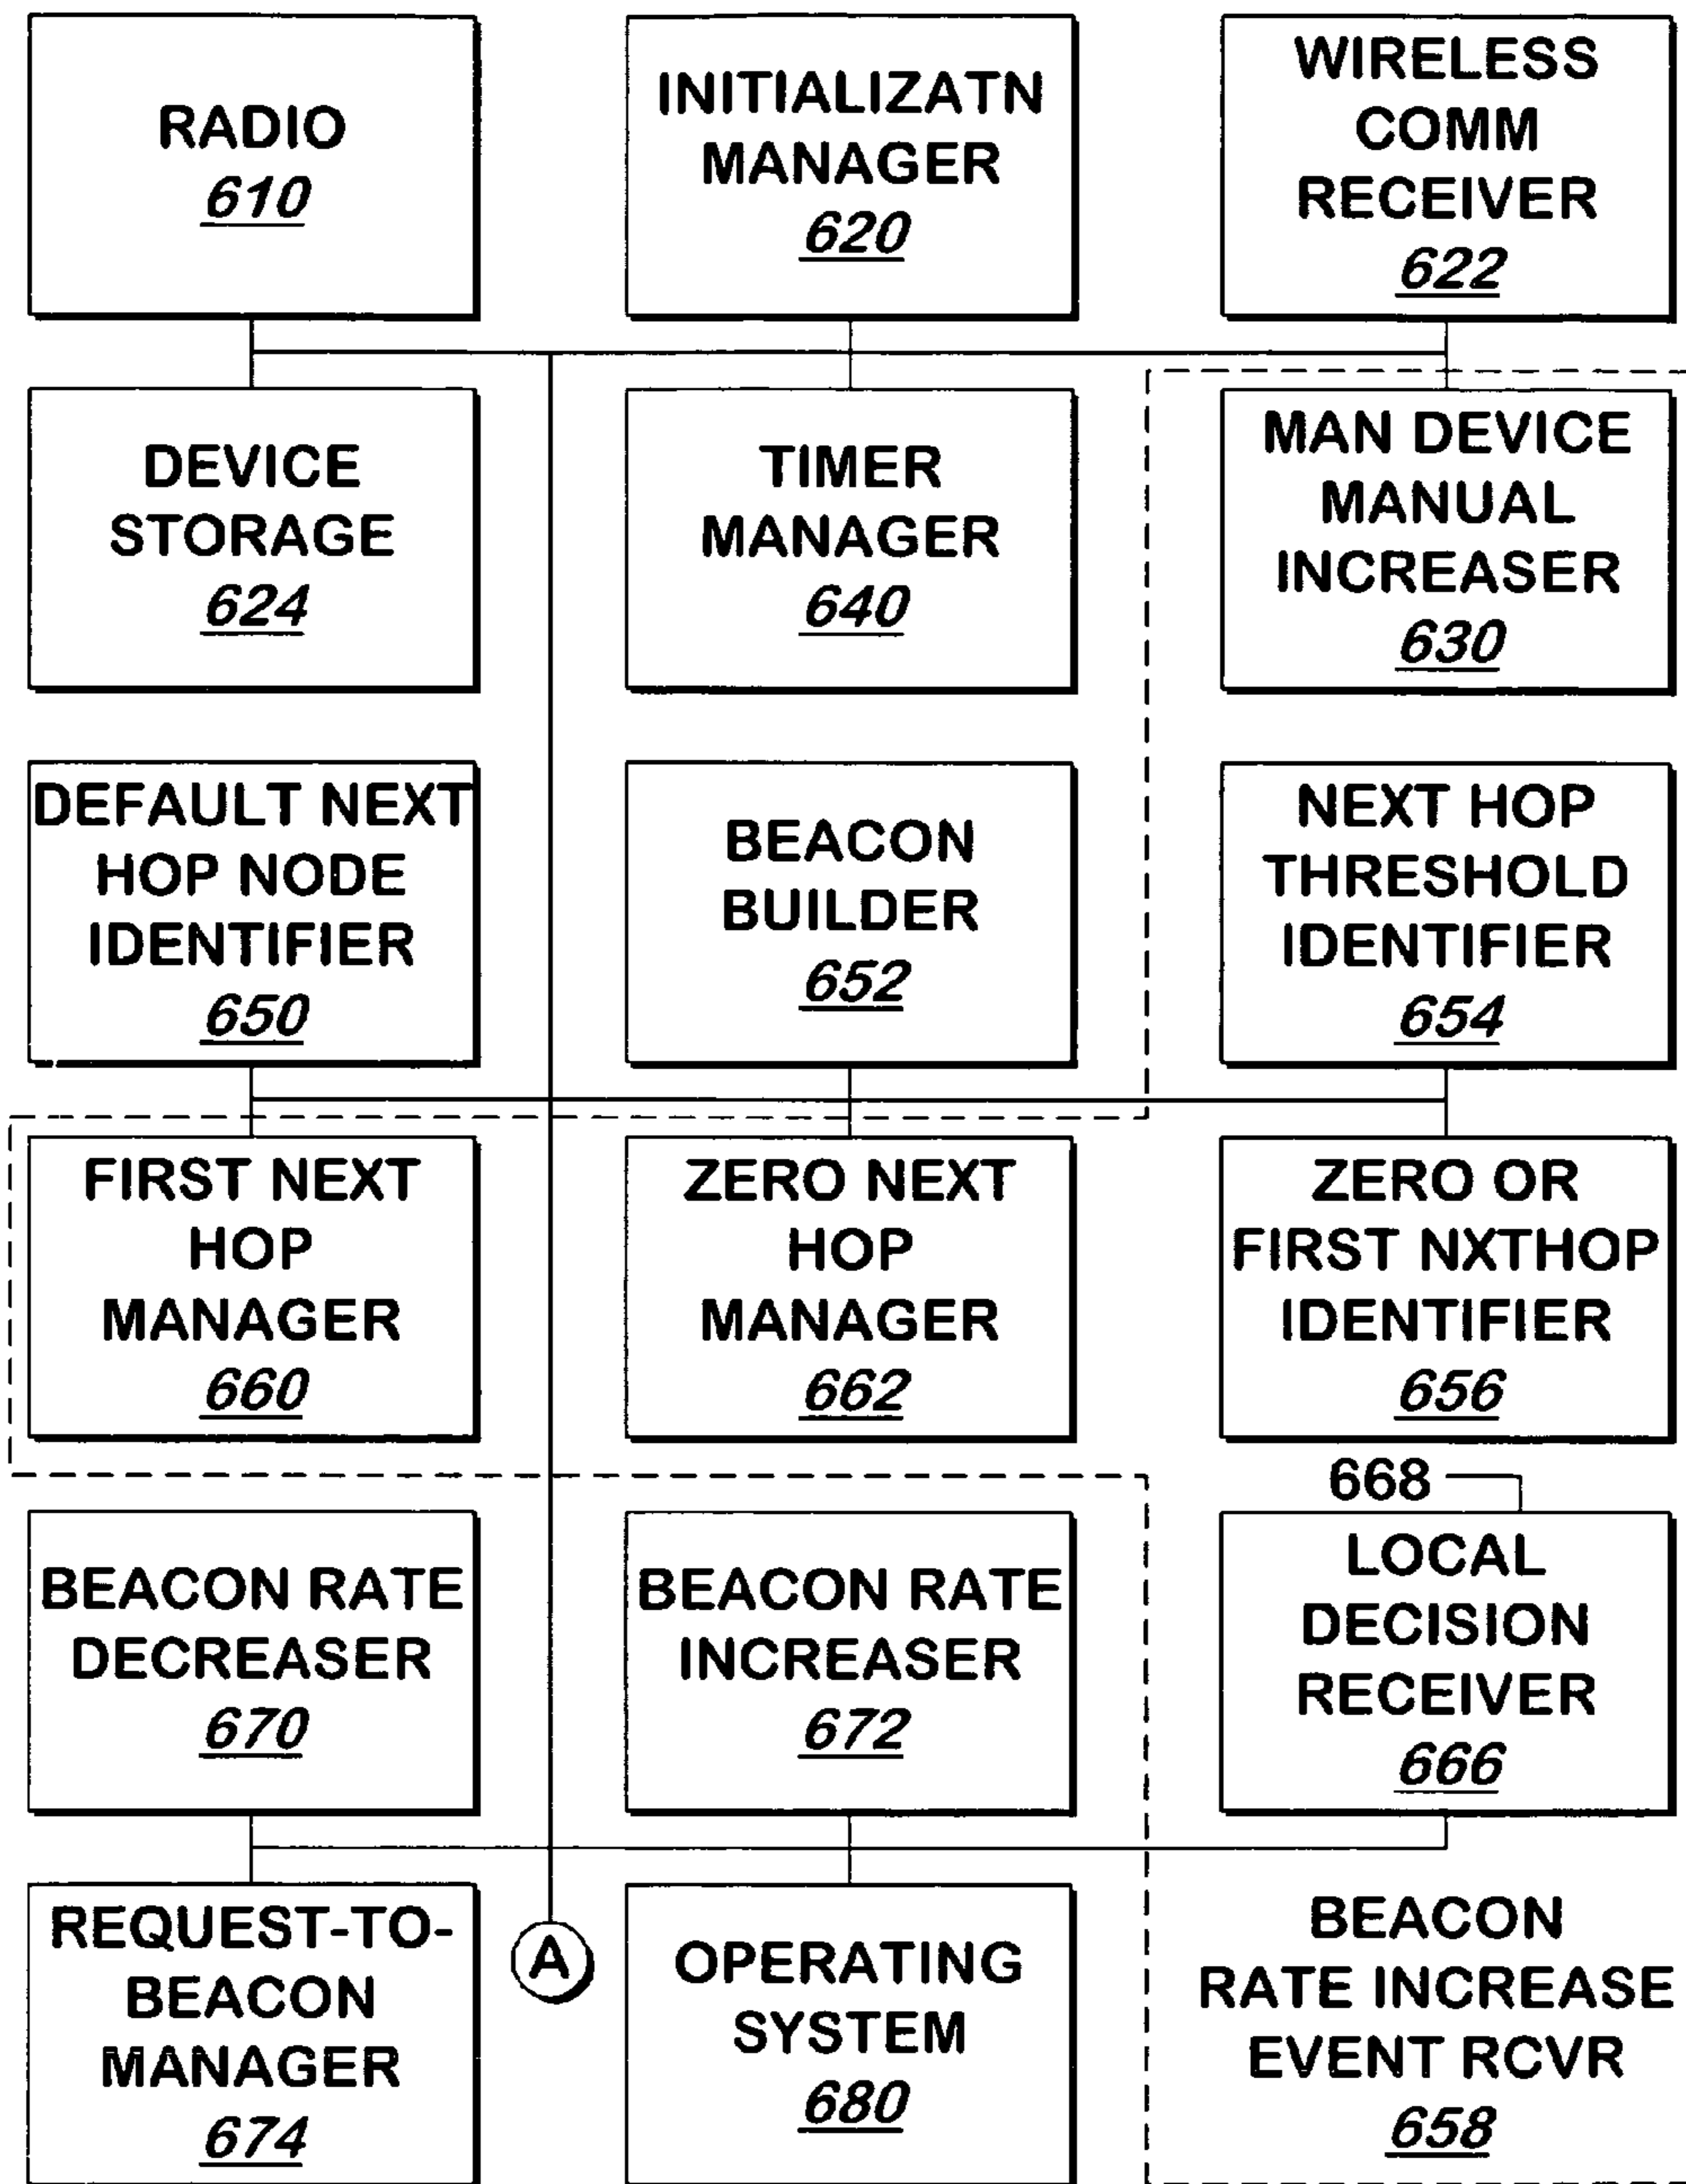 RADIO
610
INITIALIZATN
MANAGER
620
WIRELESS
COMM
RECEIVER
622
DEVICE
STORAGE
624
TIMER
MANAGER
640
MAN DEVICE
MANUAL
INCREASER
630
DEFAULT NEXT
HOP NODE
IDENTIFIER
650
BEACON
BUILDER
652
NEXT HOP
THRESHOLD
IDENTIFIER
654
FIRST NEXT
HOP
MANAGER
660
ZERO NEXT
HOP
MANAGER
662
ZERO OR
FIRST NXTHOP
IDENTIFIER
656
668
BEACON RATE
DECREASER
670
BEACON RATE
INCREASER
672
LOCAL
DECISION
RECEIVER
666
REQUEST-TO-
BEACON
MANAGER
674
A
OPERATING
SYSTEM
680
BEACON
RATE INCREASE
EVENT RCVR
658